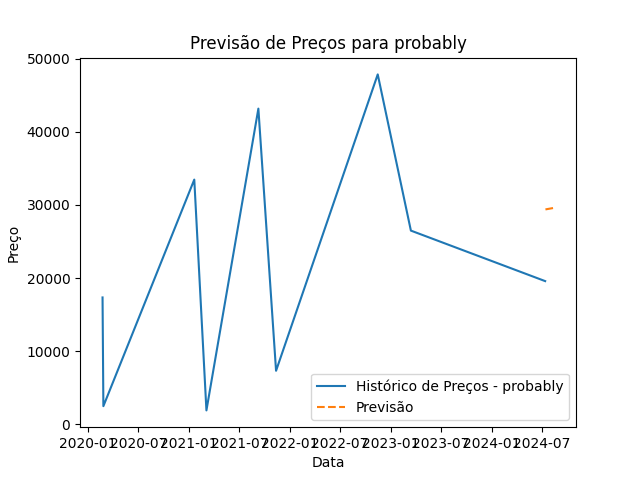 Previsão de Preços para probably
50000
40000
30000
20000
10000
0
Preço
Histórico de Preços - probably
Previsão
2020-01 2020-07 2021-01 2021-07 2022-01 2022-07 2023-01 2023-07 2024-01 2024-07
Data